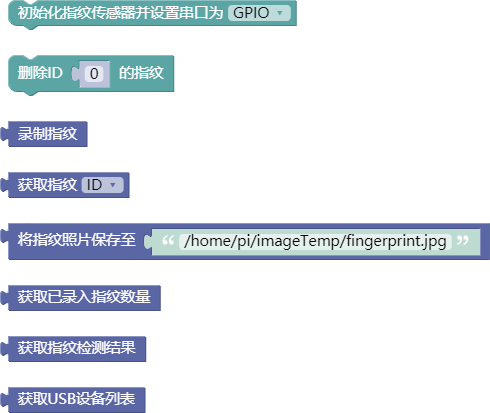 初始化指纹传感器并设置串口为 GPIO
删除ID 0 的指纹
录制指纹
获取指纹 ID
将指纹照片保存至 “ /home/pi/imageTemp/fingerprint.jpg ”
获取已录入指纹数量
获取指纹检测结果
获取USB设备列表